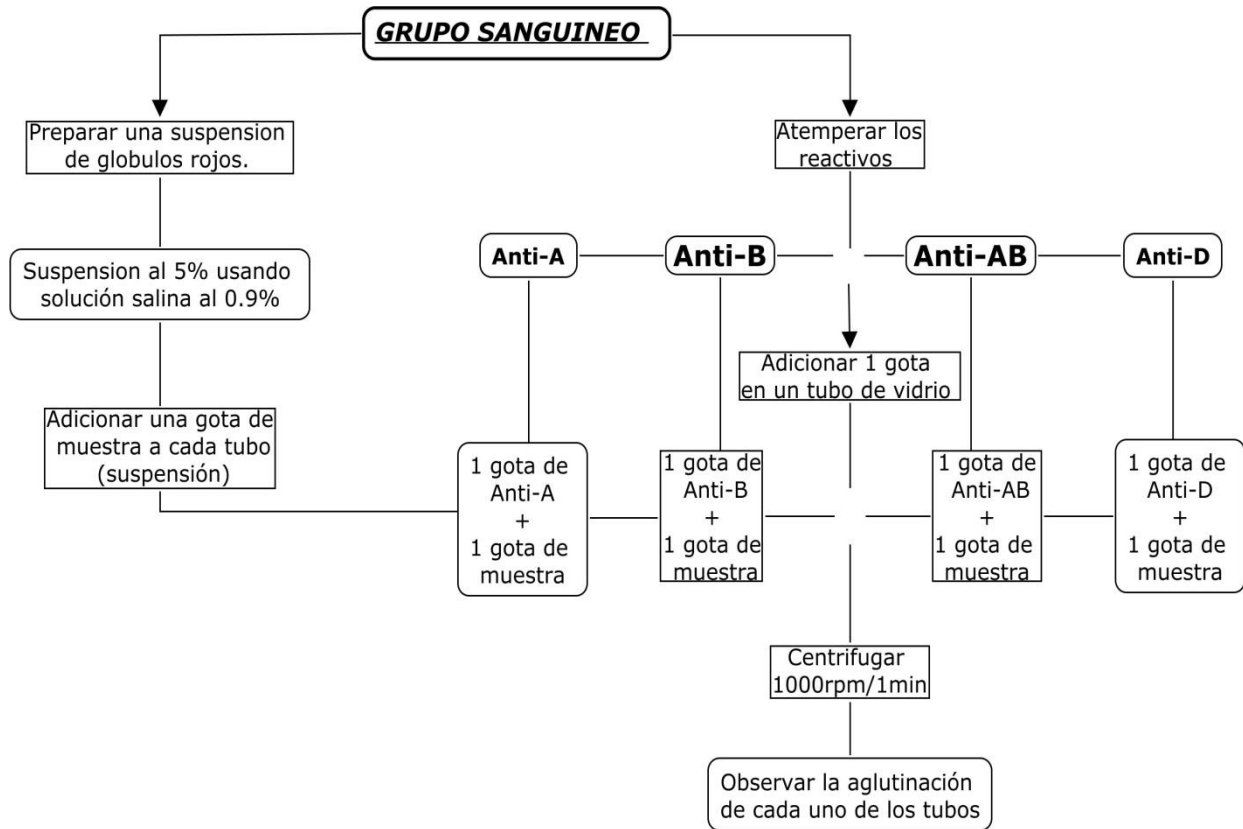 GRUPO SANGUINEO
Preparar una suspension
de globulos rojos.
Suspension al 5% usando
solución salina al 0.9%
Adicionar una gota de
muestra a cada tubo
(suspensión)
Atemperar los
reactivos
Anti-A
Anti-B
Anti-AB
Anti-D
Adicionar 1 gota
en un tubo de vidrio
1 gota de
Anti-A
+
1 gota de
muestra
1 gota de
Anti-B
+
1 gota de
muestra
1 gota de
Anti-AB
+
1 gota de
muestra
1 gota de
Anti-D
+
1 gota de
muestra
Centrifugar
1000rpm/1min
Observar la aglutinación
de cada uno de los tubos